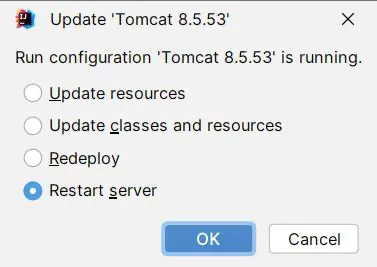 Update 'Tomcat 8.5.53'
Run configuration 'Tomcat 8.5.53' is running.
Update resources
Update classes and resources
Redeploy
Restart server
OK
Cancel